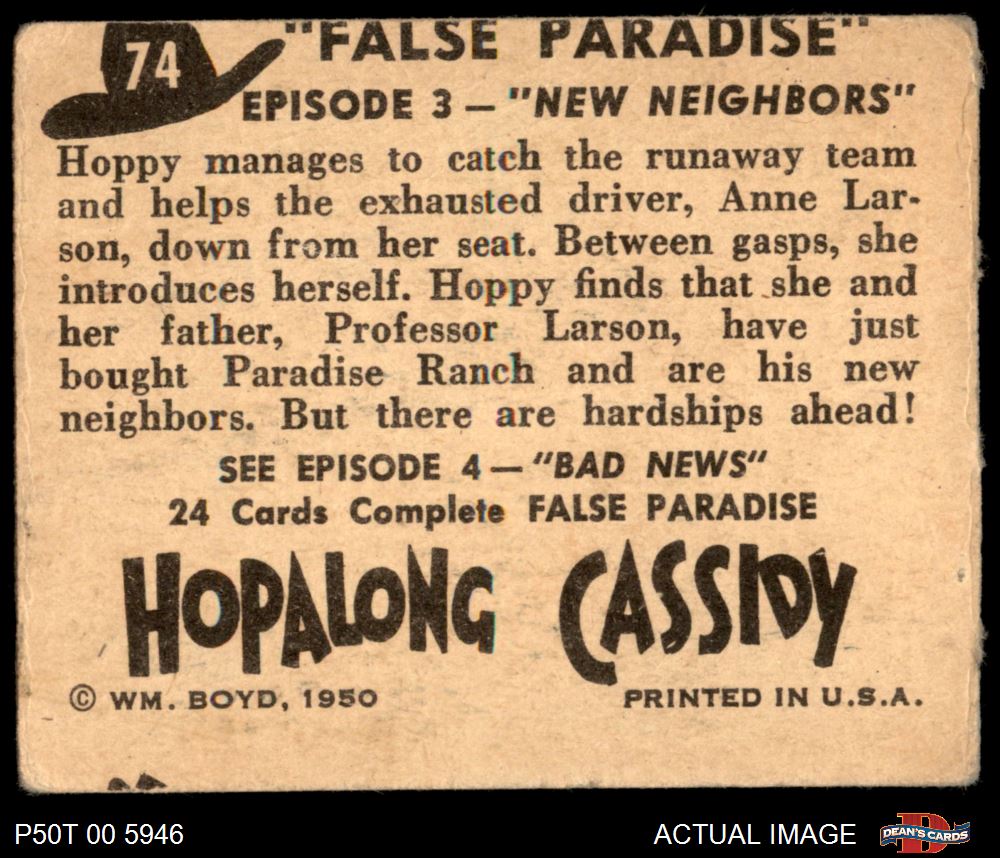 74
"FALSE PARADISE"
EPISODE 3 — "NEW NEIGHBORS"
Hoppy manages to catch the runaway team
and helps the exhausted driver, Anne Lar-
son, down from her seat. Between gasps, she
introduces herself. Hoppy finds that she and
her father, Professor Larson, have just
bought Paradise Ranch and are his new
neighbors. But there are hardships ahead!
SEE EPISODE 4 — "BAD NEWS"
24 Cards Complete FALSE PARADISE
HOPALONG CASSIDY
© WM. BOYD, 1950 PRINTED IN U.S.A.
P50T 00 5946 ACTUAL IMAGE D DEAN'S CARDS